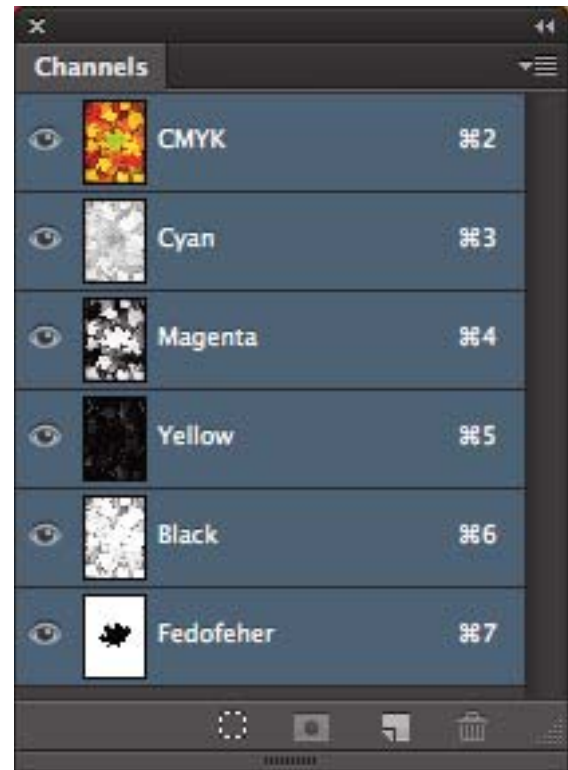 Channels
CMYK ⌘2
Cyan ⌘3
Magenta ⌘4
Yellow ⌘5
Black ⌘6
Fedofeher ⌘7